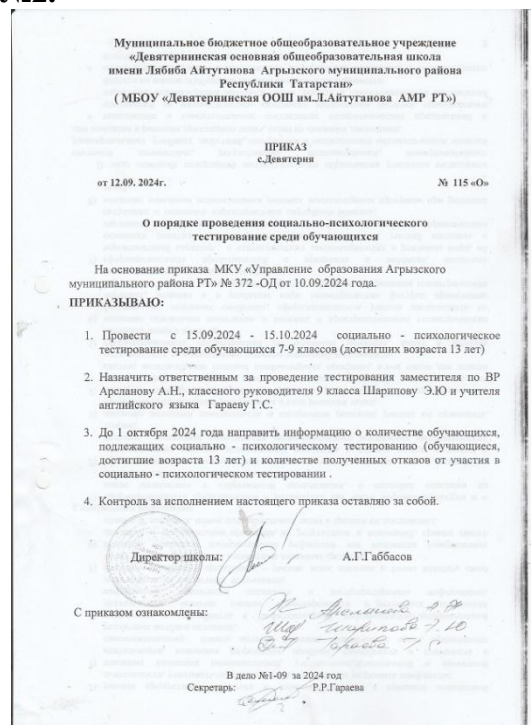 Муниципальное бюджетное общеобразовательное учреждение
«Девятернинская основная общеобразовательная школа
имени Лябиба Айтуганова Агрызского муниципального района
Республики Татарстан»
( МБОУ «Девятернинская ООШ им.Л.Айтуганова АМР РТ»)
ПРИКАЗ
с.Девятерня
от 12.09. 2024г. № 115 «О»
О порядке проведения социально-психологического
тестирование среди обучающихся
На основание приказа МКУ «Управление образования Агрызского
муниципального района РТ» № 372 -ОД от 10.09.2024 года.
ПРИКАЗЫВАЮ:
1. Провести с 15.09.2024 - 15.10.2024 социально - психологическое
тестирование среди обучающихся 7-9 классов (достигших возраста 13 лет)
2. Назначить ответственным за проведение тестирования заместителя по ВР
Арсланову А.Н., классного руководителя 9 класса Шарипову Э.Ю и учителя
английского языка Гараеву Г.С.
3. До 1 октября 2024 года направить информацию о количестве обучающихся,
подлежащих социально - психологическому тестированию (обучающиеся,
достигшие возраста 13 лет) и количестве полученных отказов от участия в
социально - психологическом тестировании .
4. Контроль за исполнением настоящего приказа оставляю за собой.
Директор школы: А.Г.Габбасов
С приказом ознакомлены:
Арсланова
Шарипова Э.Ю
Гараева Г.С.
В дело №1-09 за 2024 год
Секретарь: Р.Р.Гараева